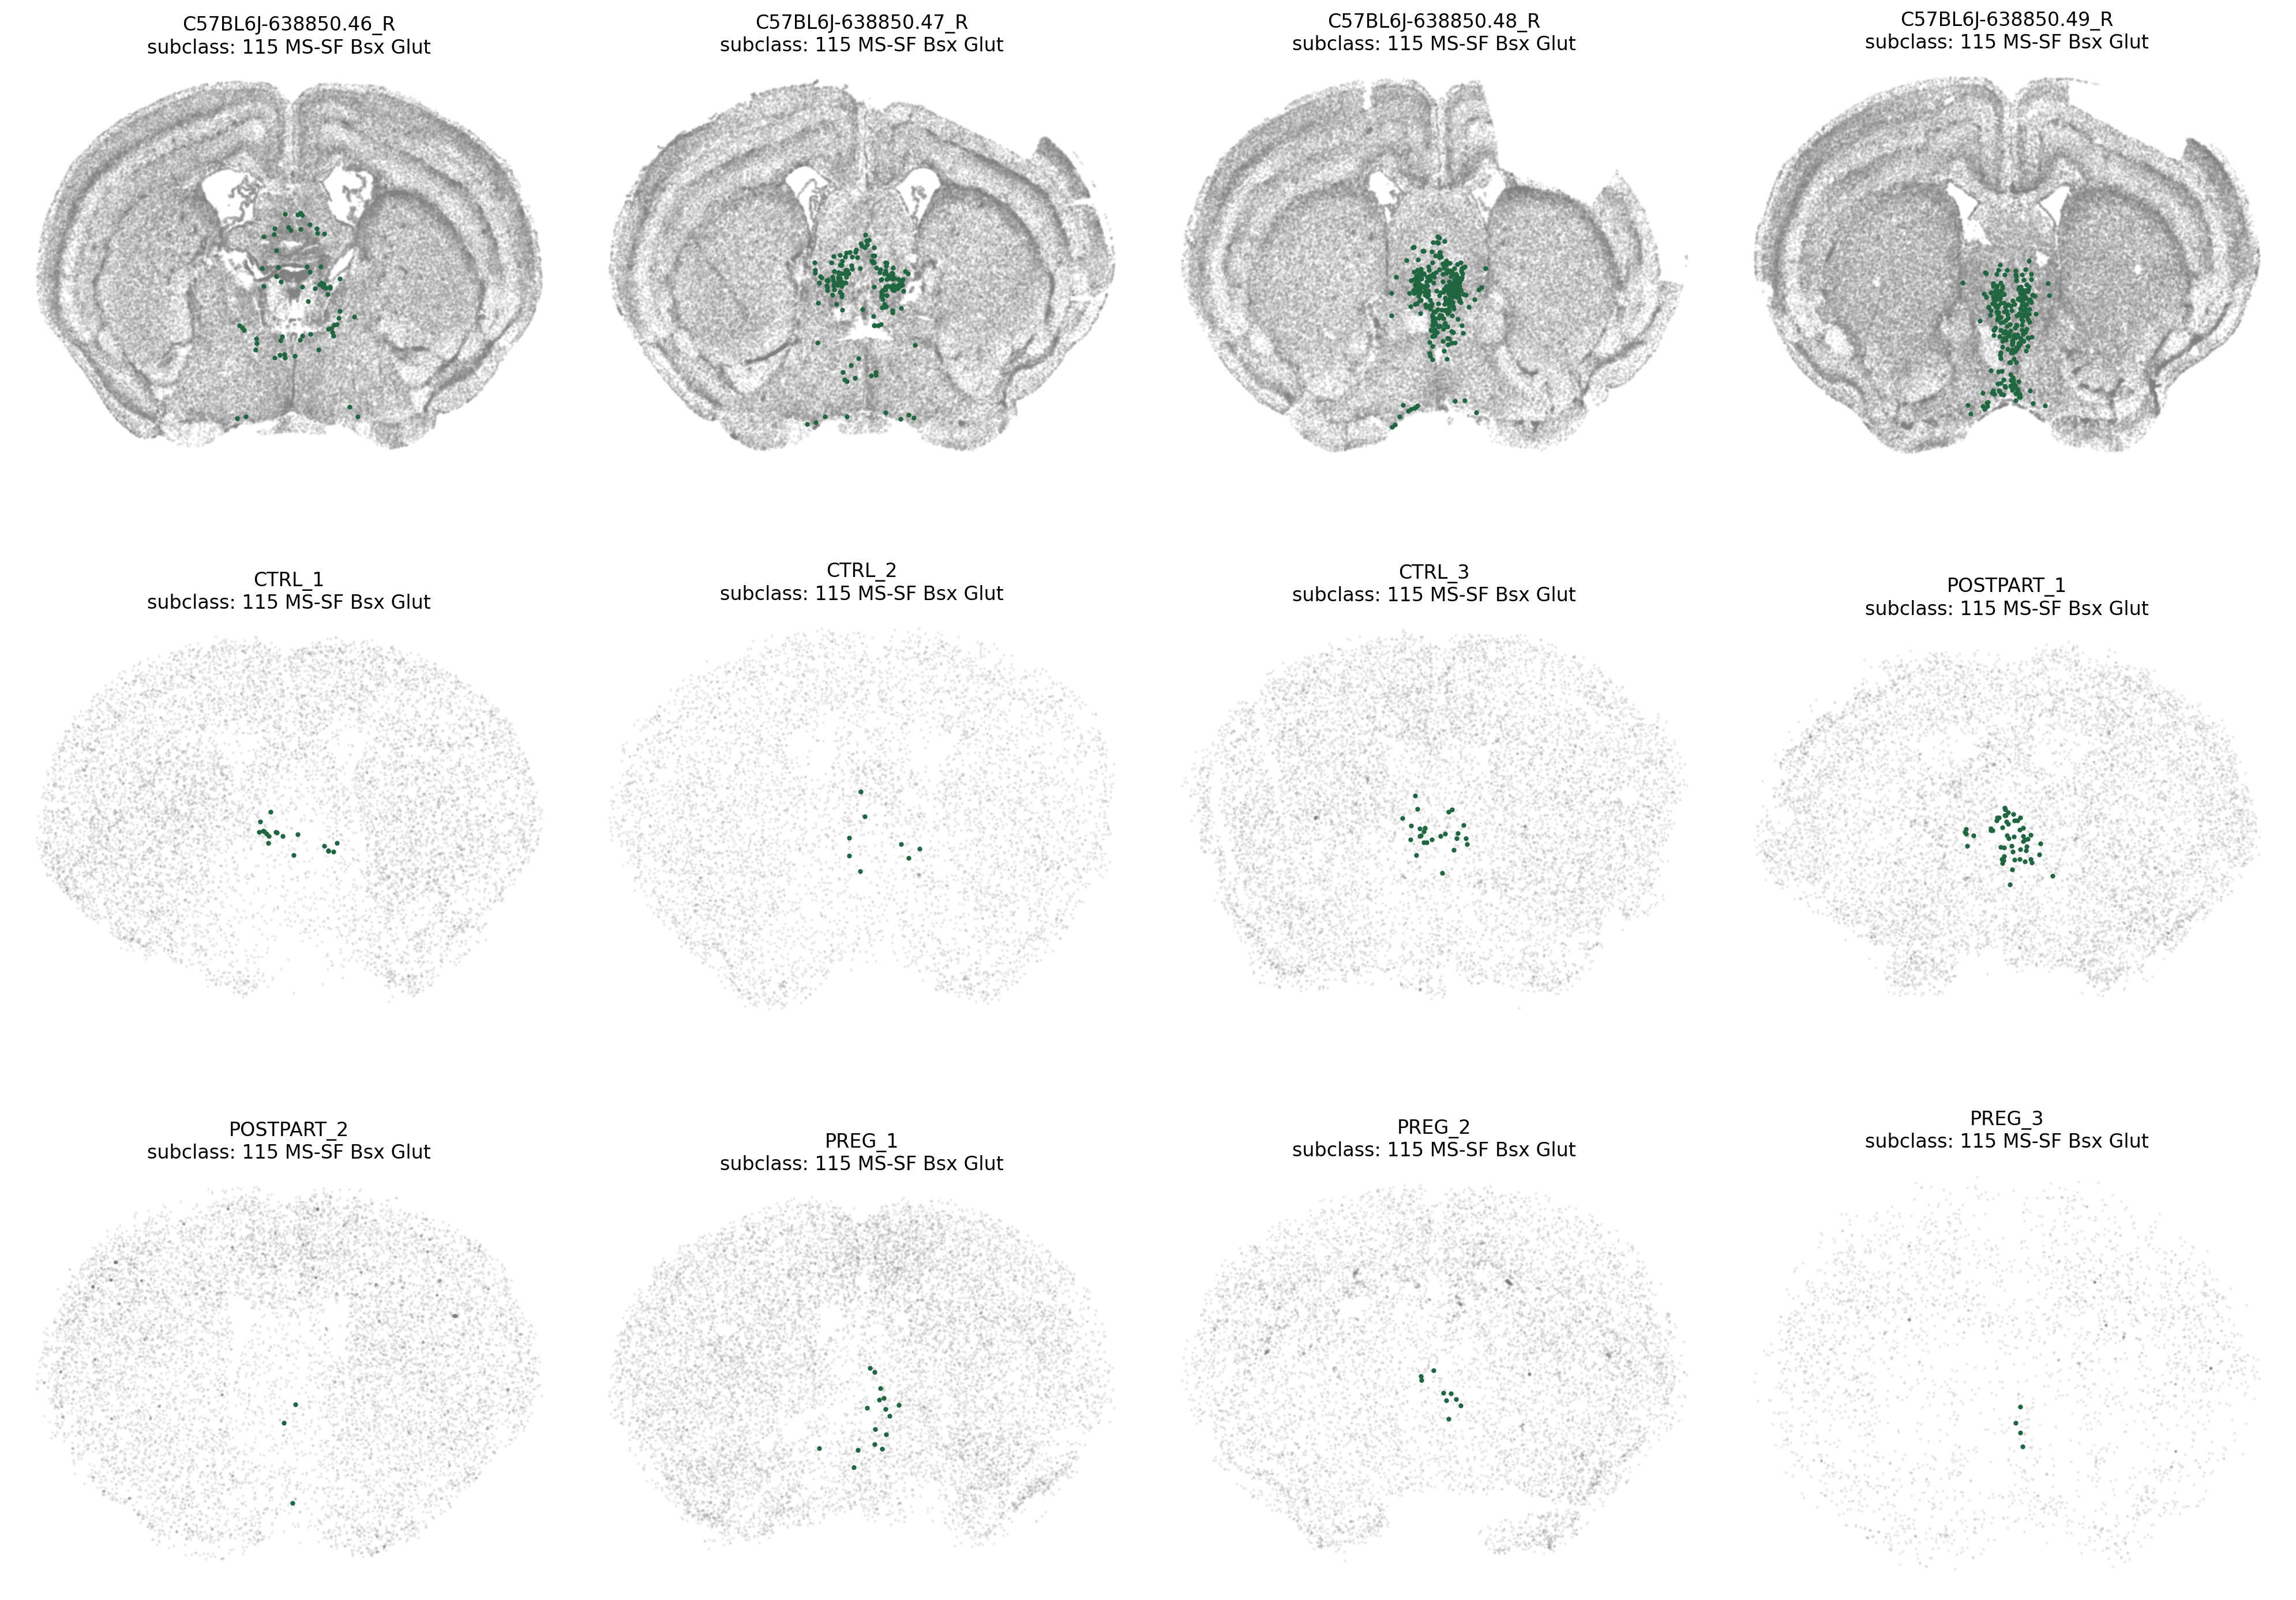 C57BL6J-638850.46_R
subclass: 115 MS-SF Bsx Glut
C57BL6J-638850.47_R
subclass: 115 MS-SF Bsx Glut
C57BL6J-638850.48_R
subclass: 115 MS-SF Bsx Glut
C57BL6J-638850.49_R
subclass: 115 MS-SF Bsx Glut
CTRL_1
subclass: 115 MS-SF Bsx Glut
CTRL_2
subclass: 115 MS-SF Bsx Glut
CTRL_3
subclass: 115 MS-SF Bsx Glut
POSTPART_1
subclass: 115 MS-SF Bsx Glut
POSTPART_2
subclass: 115 MS-SF Bsx Glut
PREG_1
subclass: 115 MS-SF Bsx Glut
PREG_2
subclass: 115 MS-SF Bsx Glut
PREG_3
subclass: 115 MS-SF Bsx Glut